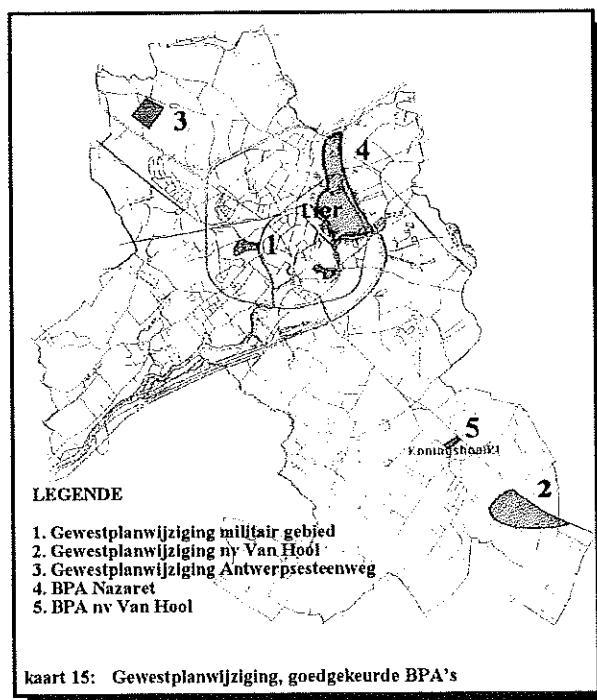 3
4
Lier
1
5
Koningshooikt
2
LEGENDE
1. Gewestplanwijziging militair gebied
2. Gewestplanwijziging nv Van Hool
3. Gewestplanwijziging Antwerpsesteenweg
4. BPA Nazaret
5. BPA nv Van Hool
kaart 15: Gewestplanwijziging, goedgekeurde BPA's